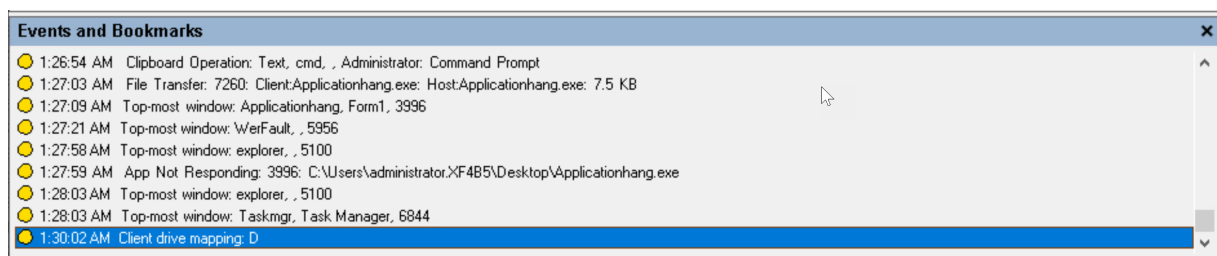 Events and Bookmarks
1:26:54 AM Clipboard Operation: Text, cmd, , Administrator: Command Prompt
1:27:03 AM File Transfer: 7260: Client:Applicationhang.exe: Host:Applicationhang.exe: 7.5 KB
1:27:09 AM Top-most window: Applicationhang, Form1, 3996
1:27:21 AM Top-most window: WerFault, , 5956
1:27:58 AM Top-most window: explorer, , 5100
1:27:59 AM App Not Responding: 3996: C:\Users\administrator.XF4B5\Desktop\Applicationhang.exe
1:28:03 AM Top-most window: explorer, , 5100
1:28:03 AM Top-most window: Taskmgr, Task Manager, 6844
1:30:02 AM Client drive mapping: D